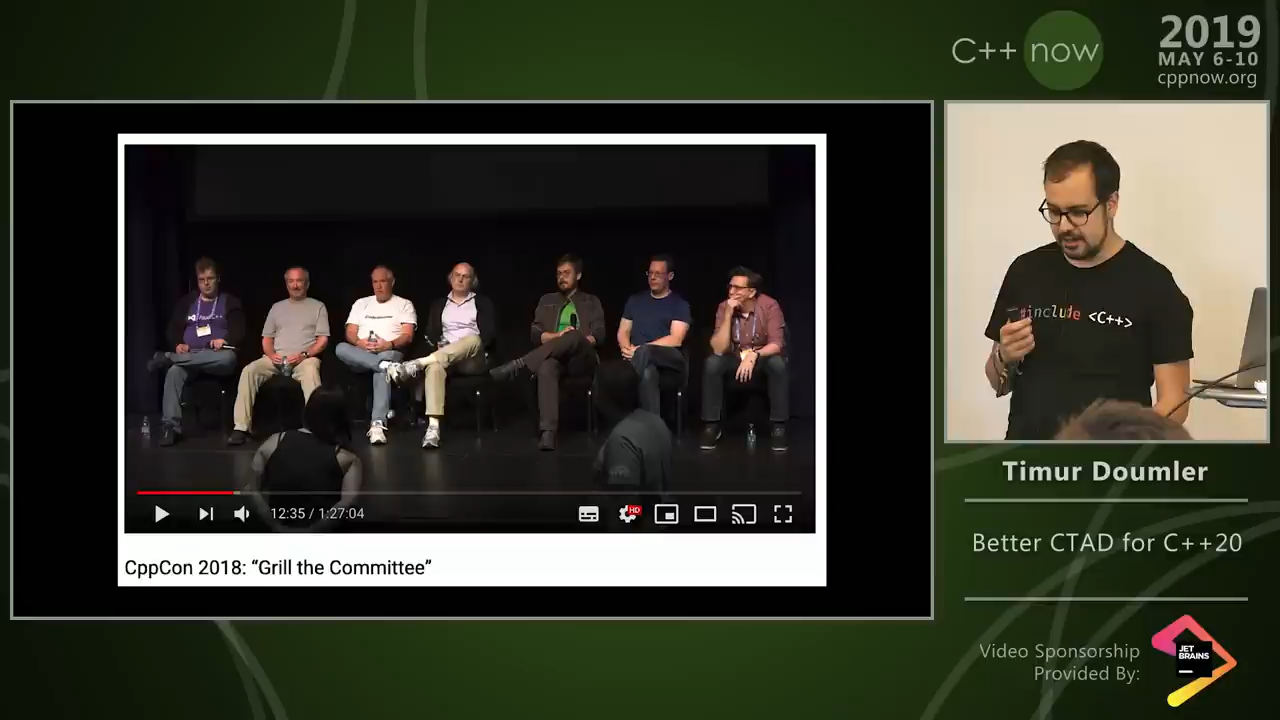 C++ now
2019
MAY 6-10
cppnow.org
12:35 / 1:27:04
HD
CppCon 2018: “Grill the Committee”
#include <C++>
Timur Doumler
Better CTAD for C++20
Video Sponsorship
Provided By:
JET
BRAINS